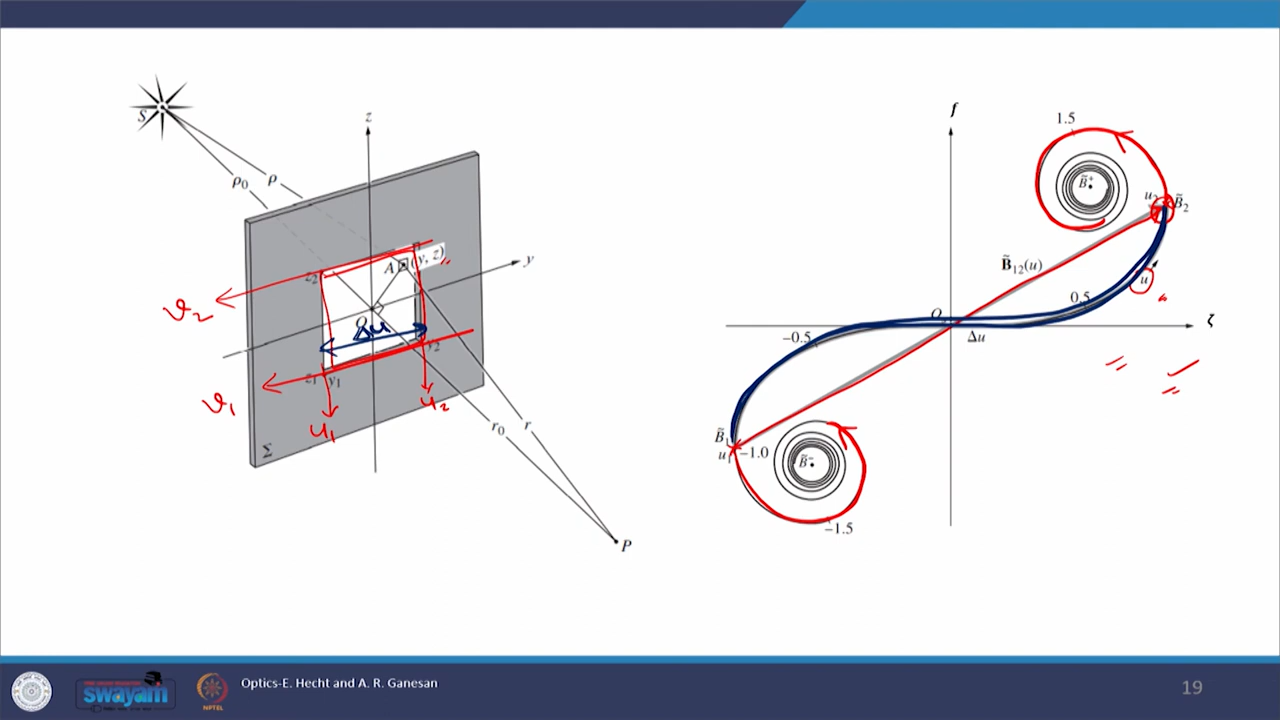 S
ρ₀
ρ
z
y
A
(y, z)
z₂
O
Δu
y₂
z₁
y₁
v₂
v₁
u₁
u₂
r₀
r
Σ
P
f
1.5
B̃⁺
u₂
B̃₂
B̃₁₂(u)
u
0.5
O
ζ
−0.5
Δu
B̃₁
u₁
−1.0
B̃⁻
−1.5
swayam
NPTEL
Optics-E. Hecht and A. R. Ganesan
19